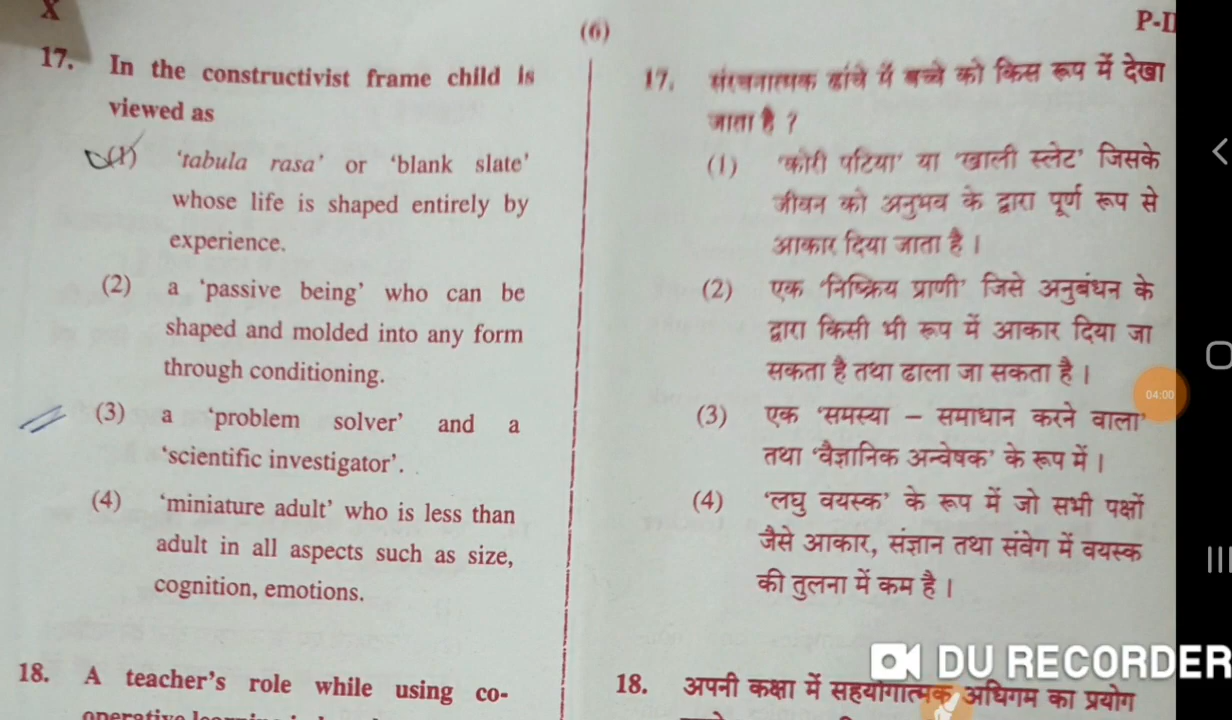 X
(6)
P-II
17. In the constructivist frame child is
viewed as
(1) 'tabula rasa' or 'blank slate'
whose life is shaped entirely by
experience.
(2) a 'passive being' who can be
shaped and molded into any form
through conditioning.
(3) a 'problem solver' and a
'scientific investigator'.
(4) 'miniature adult' who is less than
adult in all aspects such as size,
cognition, emotions.
18. A teacher's role while using co-
operative learning
17. संरचनात्मक ढांचे में बच्चे को किस रूप में देखा
जाता है ?
(1) 'कोरी पटिया' या 'खाली स्लेट' जिसके
जीवन को अनुभव के द्वारा पूर्ण रूप से
आकार दिया जाता है ।
(2) एक 'निष्क्रिय प्राणी' जिसे अनुबंधन के
द्वारा किसी भी रूप में आकार दिया जा
सकता है तथा ढाला जा सकता है ।
(3) एक 'समस्या – समाधान करने वाला'
तथा 'वैज्ञानिक अन्वेषक' के रूप में ।
(4) 'लघु वयस्क' के रूप में जो सभी पक्षों
जैसे आकार, संज्ञान तथा संवेग में वयस्क
की तुलना में कम है ।
18. अपनी कक्षा में सहयोगात्मक अधिगम का प्रयोग
04:00
DU RECORDER